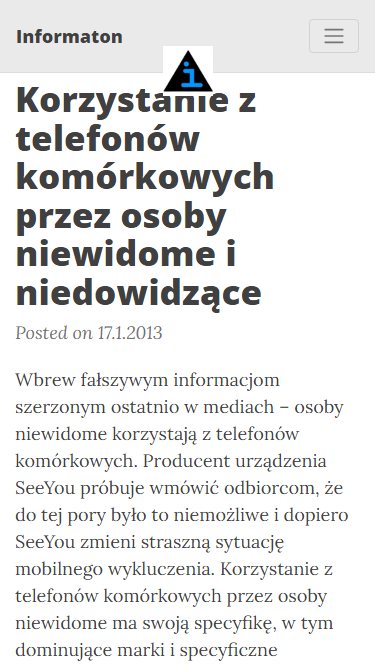 Informaton
i
Korzystanie z
telefonów
komórkowych
przez osoby
niewidome i
niedowidzące
Posted on 17.1.2013
Wbrew fałszywym informacjom
szerzonym ostatnio w mediach – osoby
niewidome korzystają z telefonów
komórkowych. Producent urządzenia
SeeYou próbuje wmówić odbiorcom, że
do tej pory było to niemożliwe i dopiero
SeeYou zmieni straszną sytuację
mobilnego wykluczenia. Korzystanie z
telefonów komórkowych przez osoby
niewidome ma swoją specyfikę, w tym
dominujące marki i specyficzne